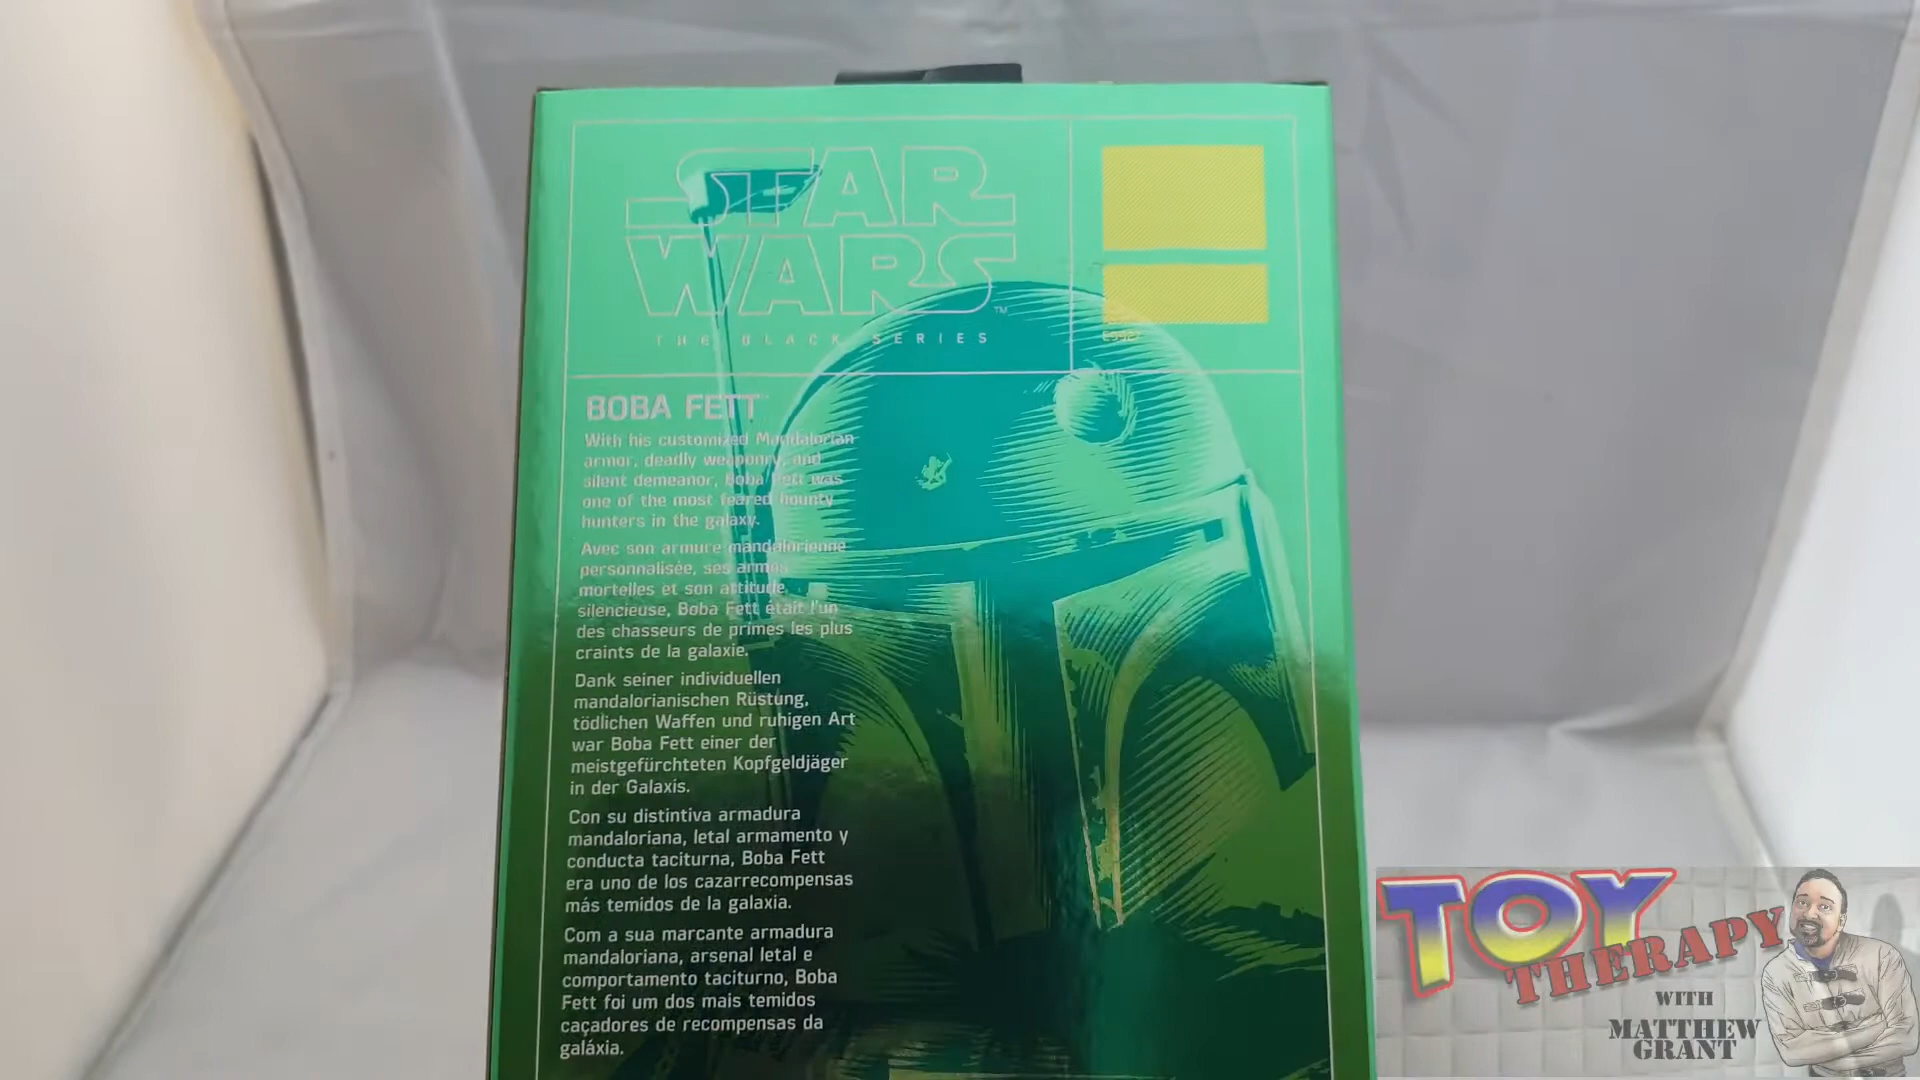 STAR
WARS
TM
THE BLACK SERIES
BOBA FETT
With his customized Mandalorian
armor, deadly weaponry, and
silent demeanor, Boba Fett was
one of the most feared bounty
hunters in the galaxy.
Avec son armure mandalorienne
personnalisée, ses armes
mortelles et son attitude
silencieuse, Boba Fett était l'un
des chasseurs de primes les plus
craints de la galaxie.
Dank seiner individuellen
mandalorianischen Rüstung,
tödlichen Waffen und ruhigen Art
war Boba Fett einer der
meistgefürchteten Kopfgeldjäger
in der Galaxis.
Con su distintiva armadura
mandaloriana, letal armamento y
conducta taciturna, Boba Fett
era uno de los cazarrecompensas
más temidos de la galaxia.
Com a sua marcante armadura
mandaloriana, arsenal letal e
comportamento taciturno, Boba
Fett foi um dos mais temidos
caçadores de recompensas da
galáxia.
TOY
THERAPY
WITH
MATTHEW
GRANT